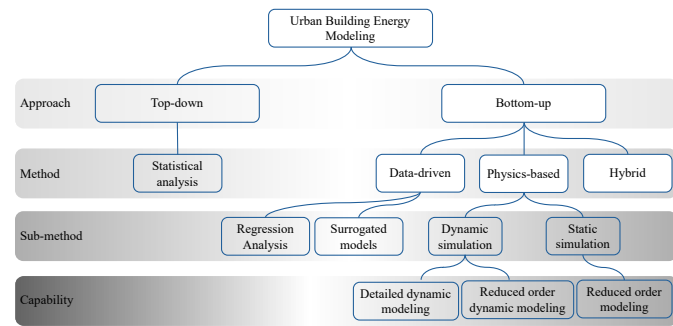 Urban Building Energy
Modeling
Approach
Top-down
Bottom-up
Method
Statistical
analysis
Data-driven
Physics-based
Hybrid
Sub-method
Regression
Analysis
Surrogated
models
Dynamic
simulation
Static
simulation
Capability
Detailed dynamic
modeling
Reduced order
dynamic modeling
Reduced order
modeling